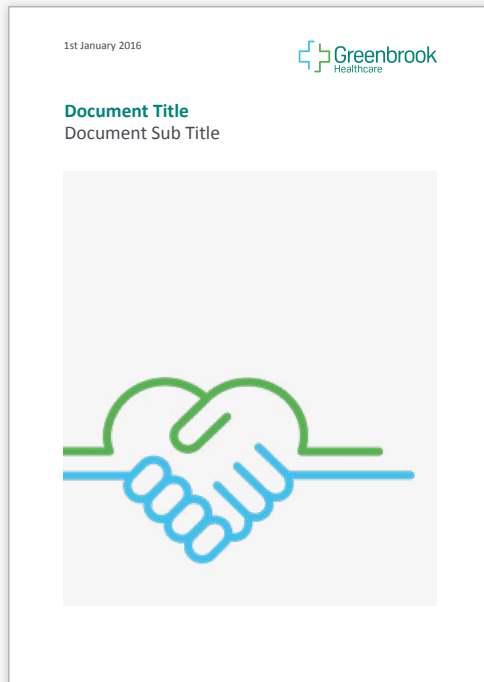 1st January 2016
Greenbrook
Healthcare
Document Title
Document Sub Title